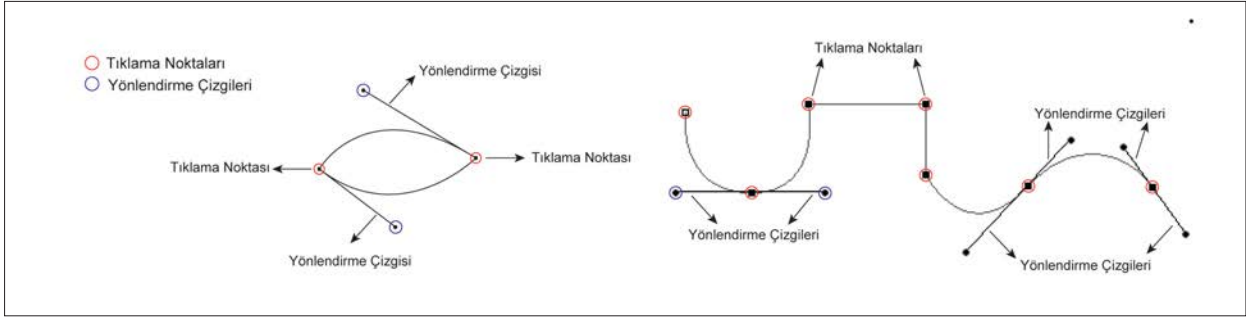 Tıklama Noktaları
Yönlendirme Çizgileri
Yönlendirme Çizgisi
Tıklama Noktası
Tıklama Noktası
Yönlendirme Çizgisi
Tıklama Noktaları
Yönlendirme Çizgileri
Yönlendirme Çizgileri
Yönlendirme Çizgileri